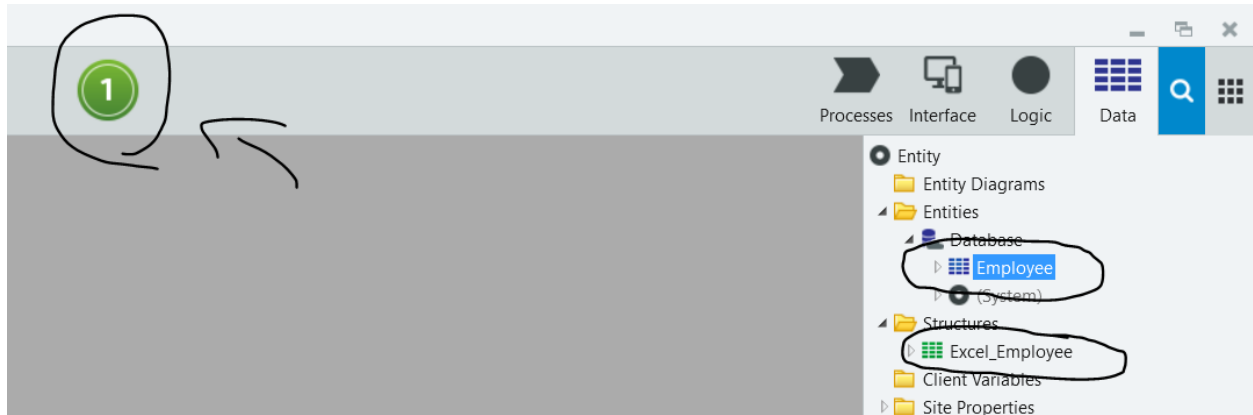 1
Processes Interface Logic Data
Entity
Entity Diagrams
Entities
Database
Employee
(System)
Structures
Excel_Employee
Client Variables
Site Properties